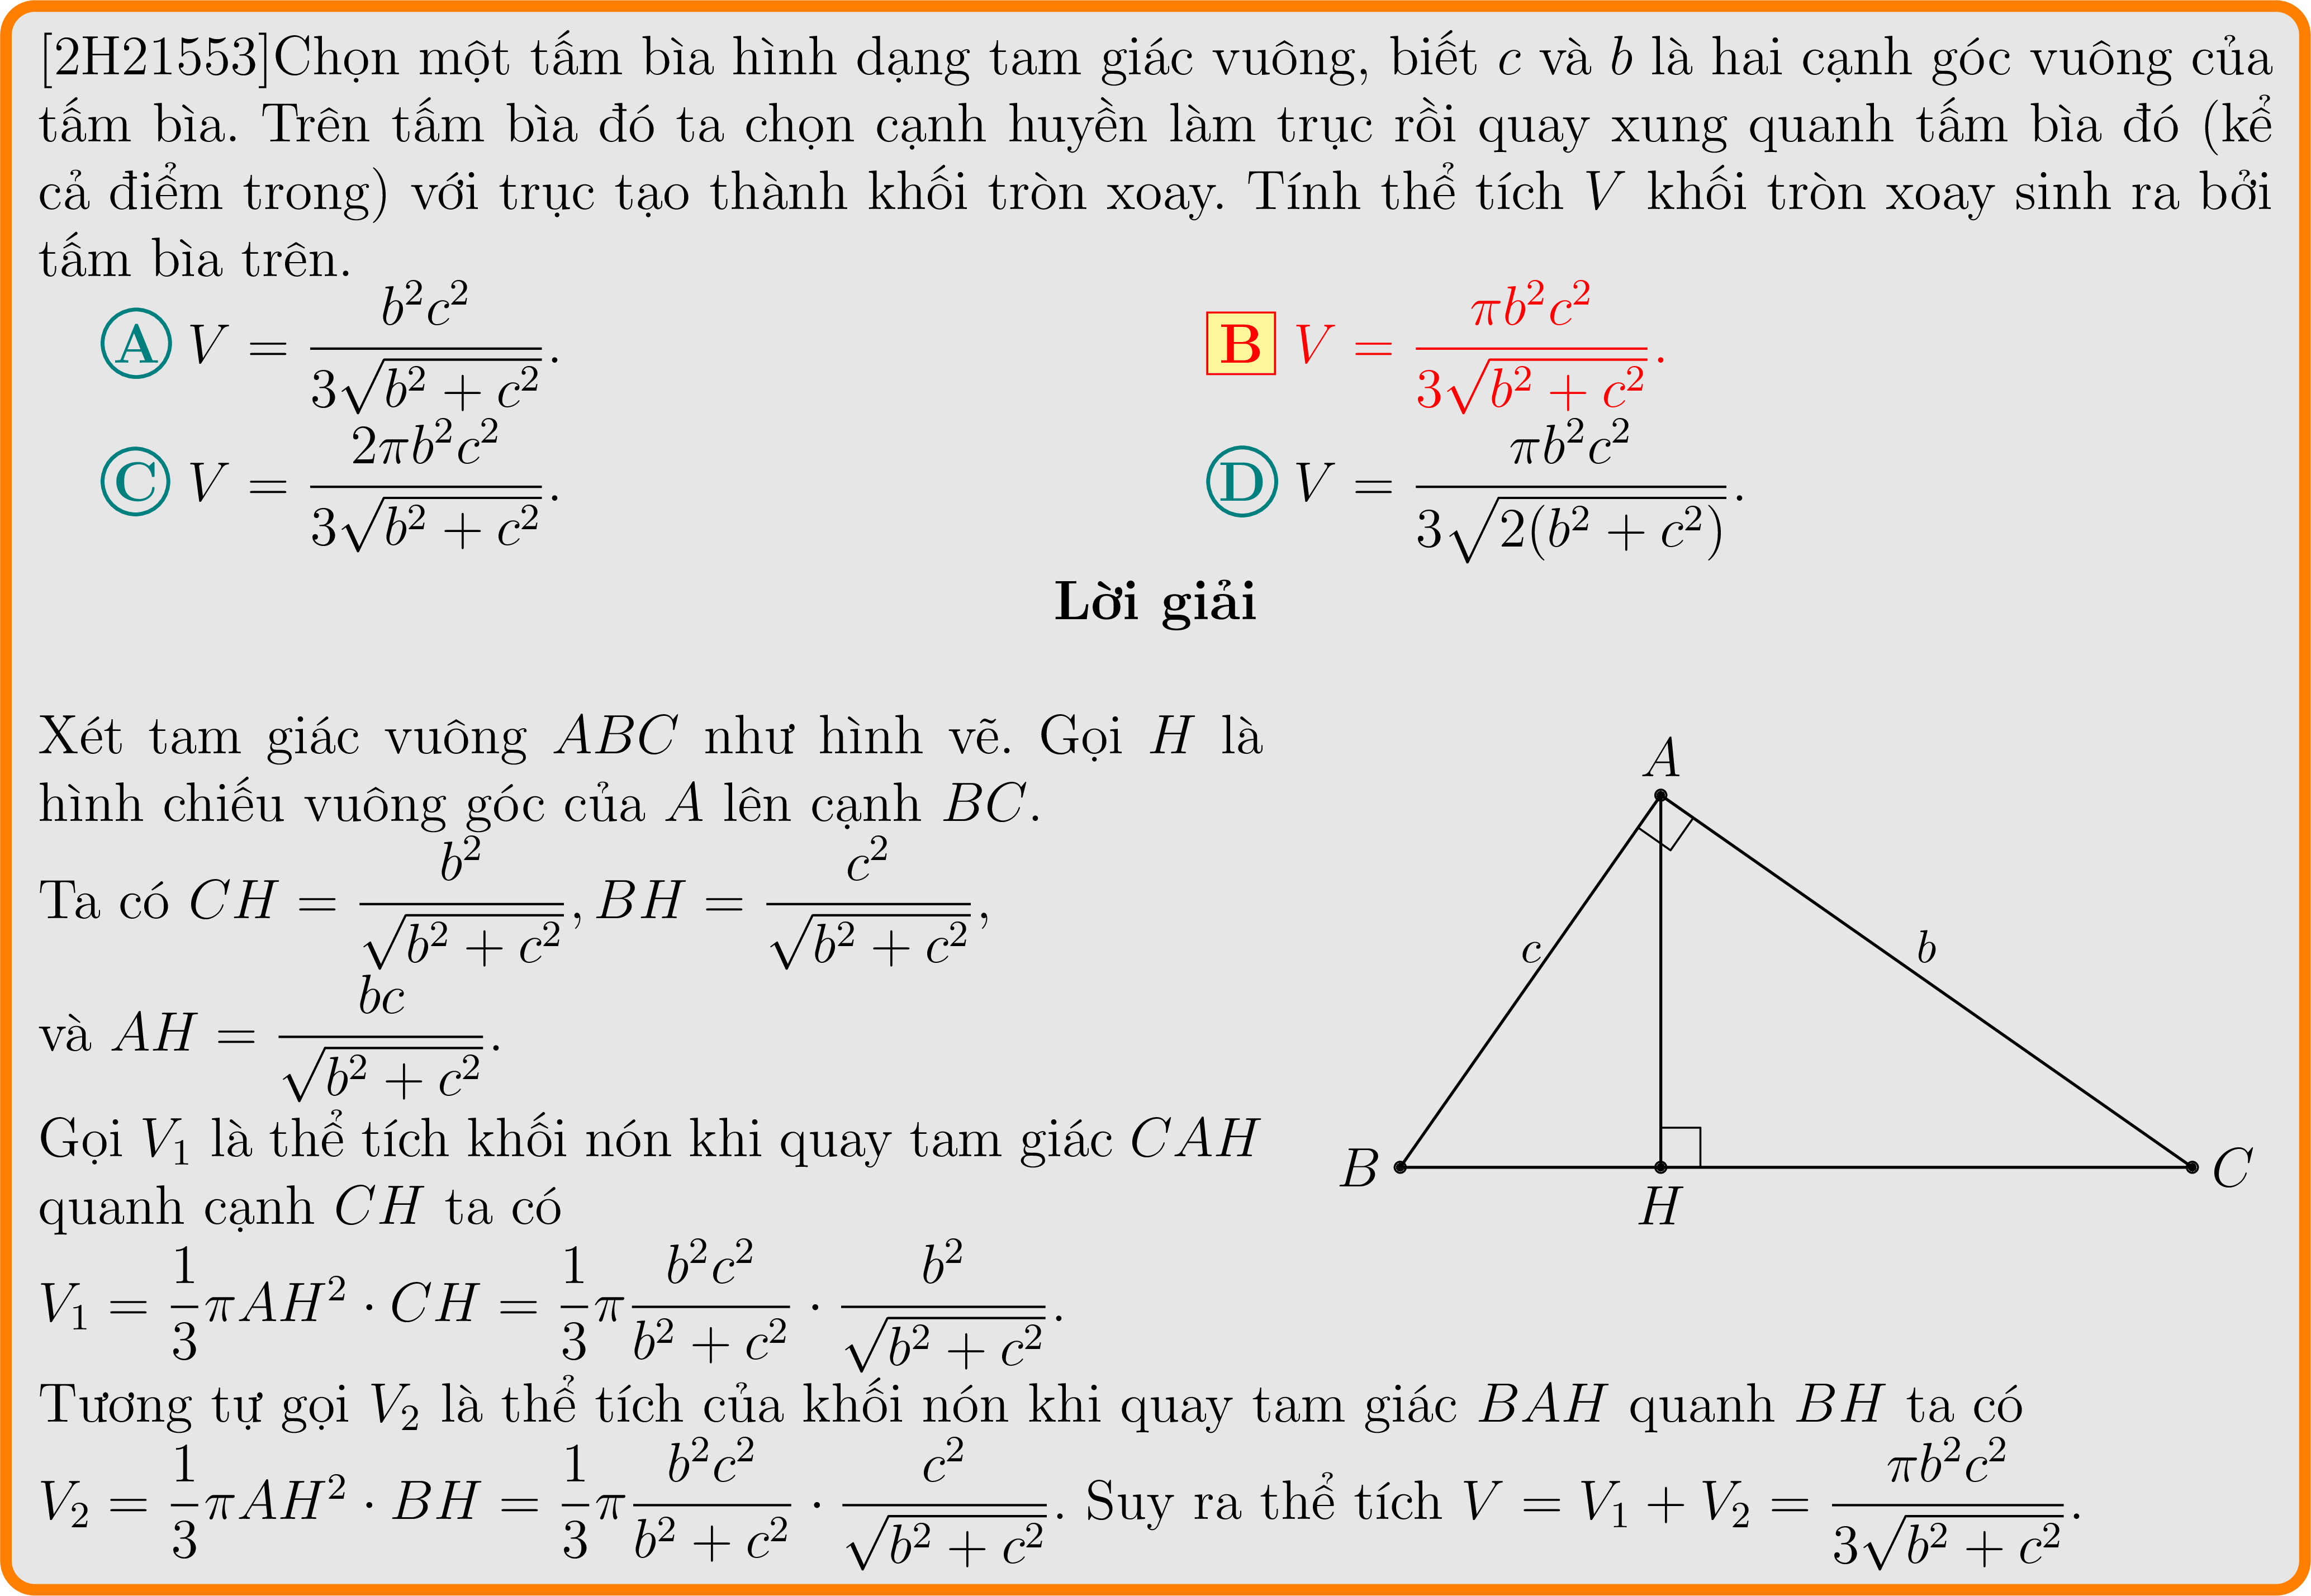 [2H21553]Chọn một tấm bìa hình dạng tam giác vuông, biết c và b là hai cạnh góc vuông của
tấm bìa. Trên tấm bìa đó ta chọn cạnh huyền làm trục rồi quay xung quanh tấm bìa đó (kể
cả điểm trong) với trục tạo thành khối tròn xoay. Tính thể tích V khối tròn xoay sinh ra bởi
tấm bìa trên.
A V = \frac{b^2c^2}{3\sqrt{b^2 + c^2}}.
B V = \frac{\pi b^2c^2}{3\sqrt{b^2 + c^2}}.
C V = \frac{2\pi b^2c^2}{3\sqrt{b^2 + c^2}}.
D V = \frac{\pi b^2c^2}{3\sqrt{2(b^2 + c^2)}}.
Lời giải
Xét tam giác vuông ABC như hình vẽ. Gọi H là
hình chiếu vuông góc của A lên cạnh BC.
Ta có CH = \frac{b^2}{\sqrt{b^2 + c^2}}, BH = \frac{c^2}{\sqrt{b^2 + c^2}},
và AH = \frac{bc}{\sqrt{b^2 + c^2}}.
Gọi V_1 là thể tích khối nón khi quay tam giác CAH
quanh cạnh CH ta có
V_1 = \frac{1}{3}\pi AH^2 · CH = \frac{1}{3}\pi\frac{b^2c^2}{b^2 + c^2} · \frac{b^2}{\sqrt{b^2 + c^2}}.
A
c
b
B
H
C
Tương tự gọi V_2 là thể tích của khối nón khi quay tam giác BAH quanh BH ta có
V_2 = \frac{1}{3}\pi AH^2 · BH = \frac{1}{3}\pi\frac{b^2c^2}{b^2 + c^2} · \frac{c^2}{\sqrt{b^2 + c^2}}. Suy ra thể tích V = V_1 + V_2 = \frac{\pi b^2c^2}{3\sqrt{b^2 + c^2}}.